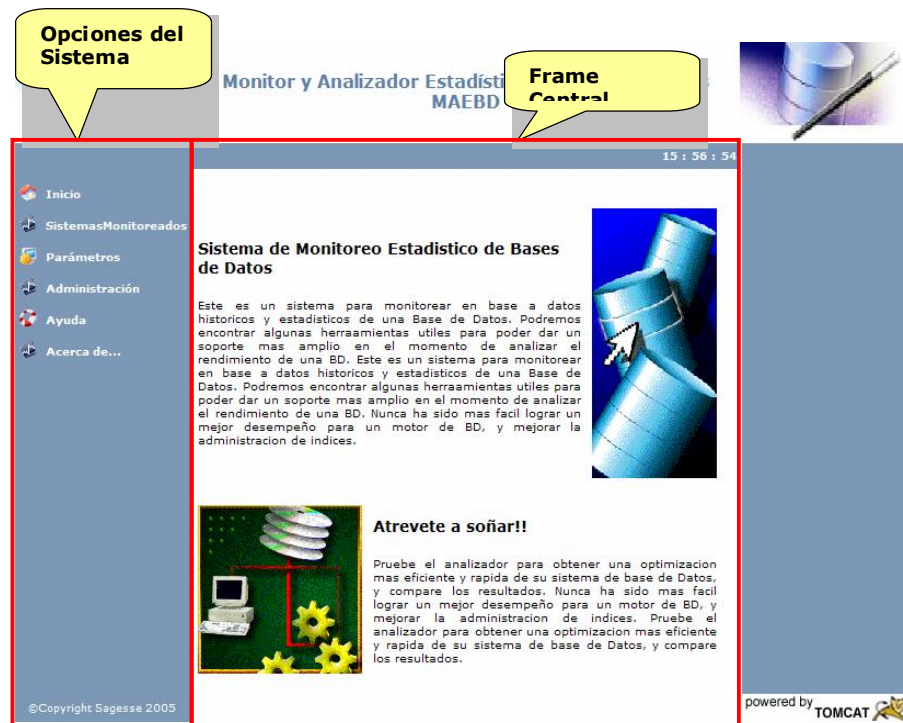 Opciones del
Sistema
Monitor y Analizador
MAEBD
Frame
Central
15 : 56 : 54
Inicio
SistemasMonitoreados
Parámetros
Administración
Ayuda
Acerca de...
Sistema de Monitoreo Estadistico de Bases
de Datos
Este es un sistema para monitorear en base a datos
historicos y estadisticos de una Base de Datos. Podremos
encontrar algunas herraamientas utiles para poder dar un
soporte mas amplio en el momento de analizar el
rendimiento de una BD. Este es un sistema para monitorear
en base a datos historicos y estadisticos de una Base de
Datos. Podremos encontrar algunas herraamientas utiles para
poder dar un soporte mas amplio en el momento de analizar
el rendimiento de una BD. Nunca ha sido mas facil lograr un
mejor desempeño para un motor de BD, y mejorar la
administracion de indices.
Atrevete a soñar!!
Pruebe el analizador para obtener una optimizacion
mas eficiente y rapida de su sistema de base de Datos,
y compare los resultados. Nunca ha sido mas facil
lograr un mejor desempeño para un motor de BD, y
mejorar la administracion de indices. Pruebe el
analizador para obtener una optimizacion mas eficiente
y rapida de su sistema de base de Datos, y compare
los resultados.
©Copyright Sagesse 2005
powered by TOMCAT